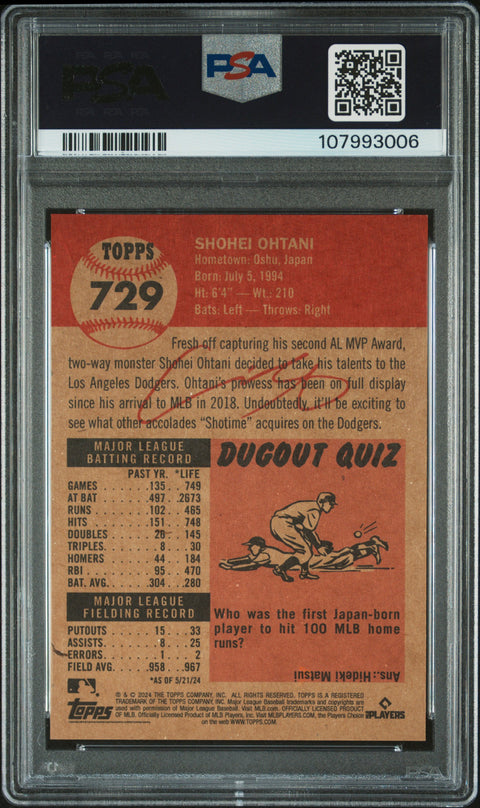 PSA
PSA
107993006
TOPPS
729
SHOHEI OHTANI
Hometown: Oshu, Japan
Born: July 5, 1994
Ht: 6'4" — Wt.: 210
Bats: Left — Throws: Right
Fresh off capturing his second AL MVP Award,
two-way monster Shohei Ohtani decided to take his talents to
the Los Angeles Dodgers. Ohtani's prowess has been on full display
since his arrival to MLB in 2018. Undoubtedly, it'll be exciting to
see what other accolades “Shotime” acquires on the Dodgers.
MAJOR LEAGUE
BATTING RECORD
PAST YR. *LIFE
GAMES 135 . . . 749
AT BAT .497 . .2673
RUNS 102 . . . 465
HITS 151 . . . 748
DOUBLES 26 . . . 145
TRIPLES. 8 . . . 30
HOMERS 44 . . . 184
RBI 95 . . . 470
BAT. AVG. .304 . . .280
MAJOR LEAGUE
FIELDING RECORD
PUTOUTS 15 . . . 33
ASSISTS. 8 . . . 25
ERRORS. 1 . . . 2
FIELD AVG. .958 . . .967
*AS OF 5/21/24
DUGOUT QUIZ
Who was the first Japan-born
player to hit 100 MLB home
runs?
Ans.: Hideki Matsui
topps
® & © 2024 THE TOPPS COMPANY, INC. ALL RIGHTS RESERVED. TOPPS IS A REGISTERED
TRADEMARK OF THE TOPPS COMPANY, INC. Major League Baseball trademarks and copyrights
are used with permission of Major League Baseball. Visit MLB.com. OFFICIALLY LICENSED PRODUCT
OF MLB. Officially Licensed Product of MLB Players, Inc. Visit MLBPLAYERS.COM, the Players Choice
on the web. WWW.TOPPS.COM.
PLAYERS